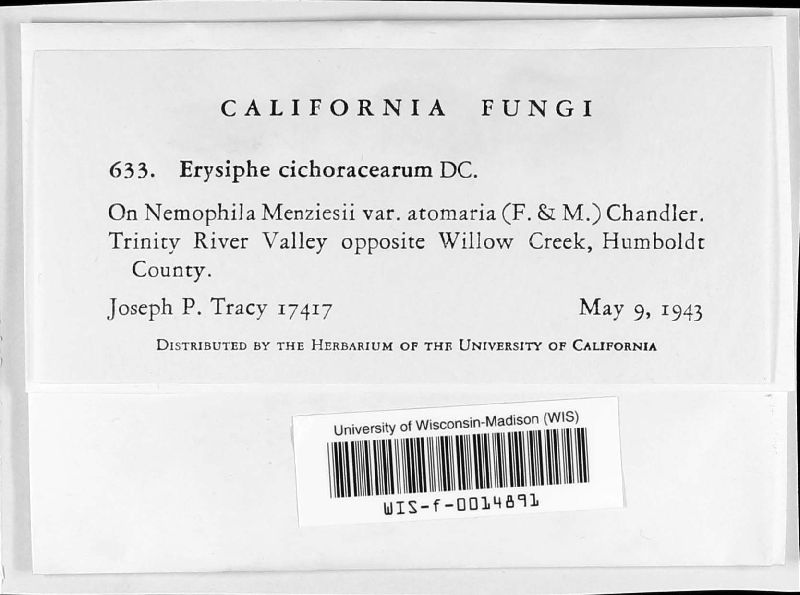 CALIFORNIA FUNGI
633. Erysiphe cichoracearum DC.
On Nemophila Menziesii var. atomaria (F. & M.) Chandler.
Trinity River Valley opposite Willow Creek, Humboldt
County.
Joseph P. Tracy 17417 May 9, 1943
DISTRIBUTED BY THE HERBARIUM OF THE UNIVERSITY OF CALIFORNIA
University of Wisconsin-Madison (WIS)
WIS-f-0014891